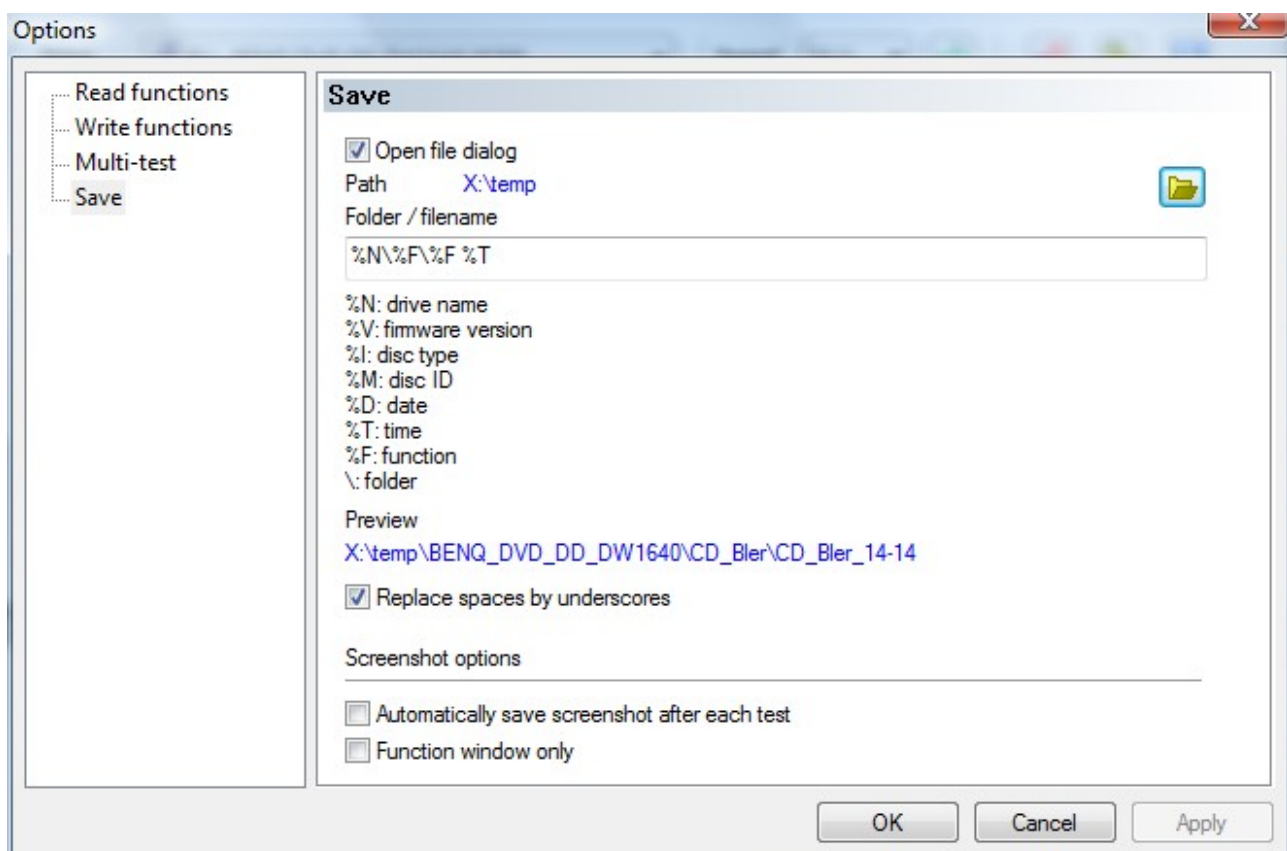 Options
Read functions
Write functions
Multi-test
Save
Save
Open file dialog
Path X:\temp
Folder / filename
%N\%F\%F %T
%N: drive name
%V: firmware version
%I: disc type
%M: disc ID
%D: date
%T: time
%F: function
\: folder
Preview
X:\temp\BENQ_DVD_DD_DW1640\CD_Bler\CD_Bler_14-14
Replace spaces by underscores
Screenshot options
Automatically save screenshot after each test
Function window only
OK Cancel Apply